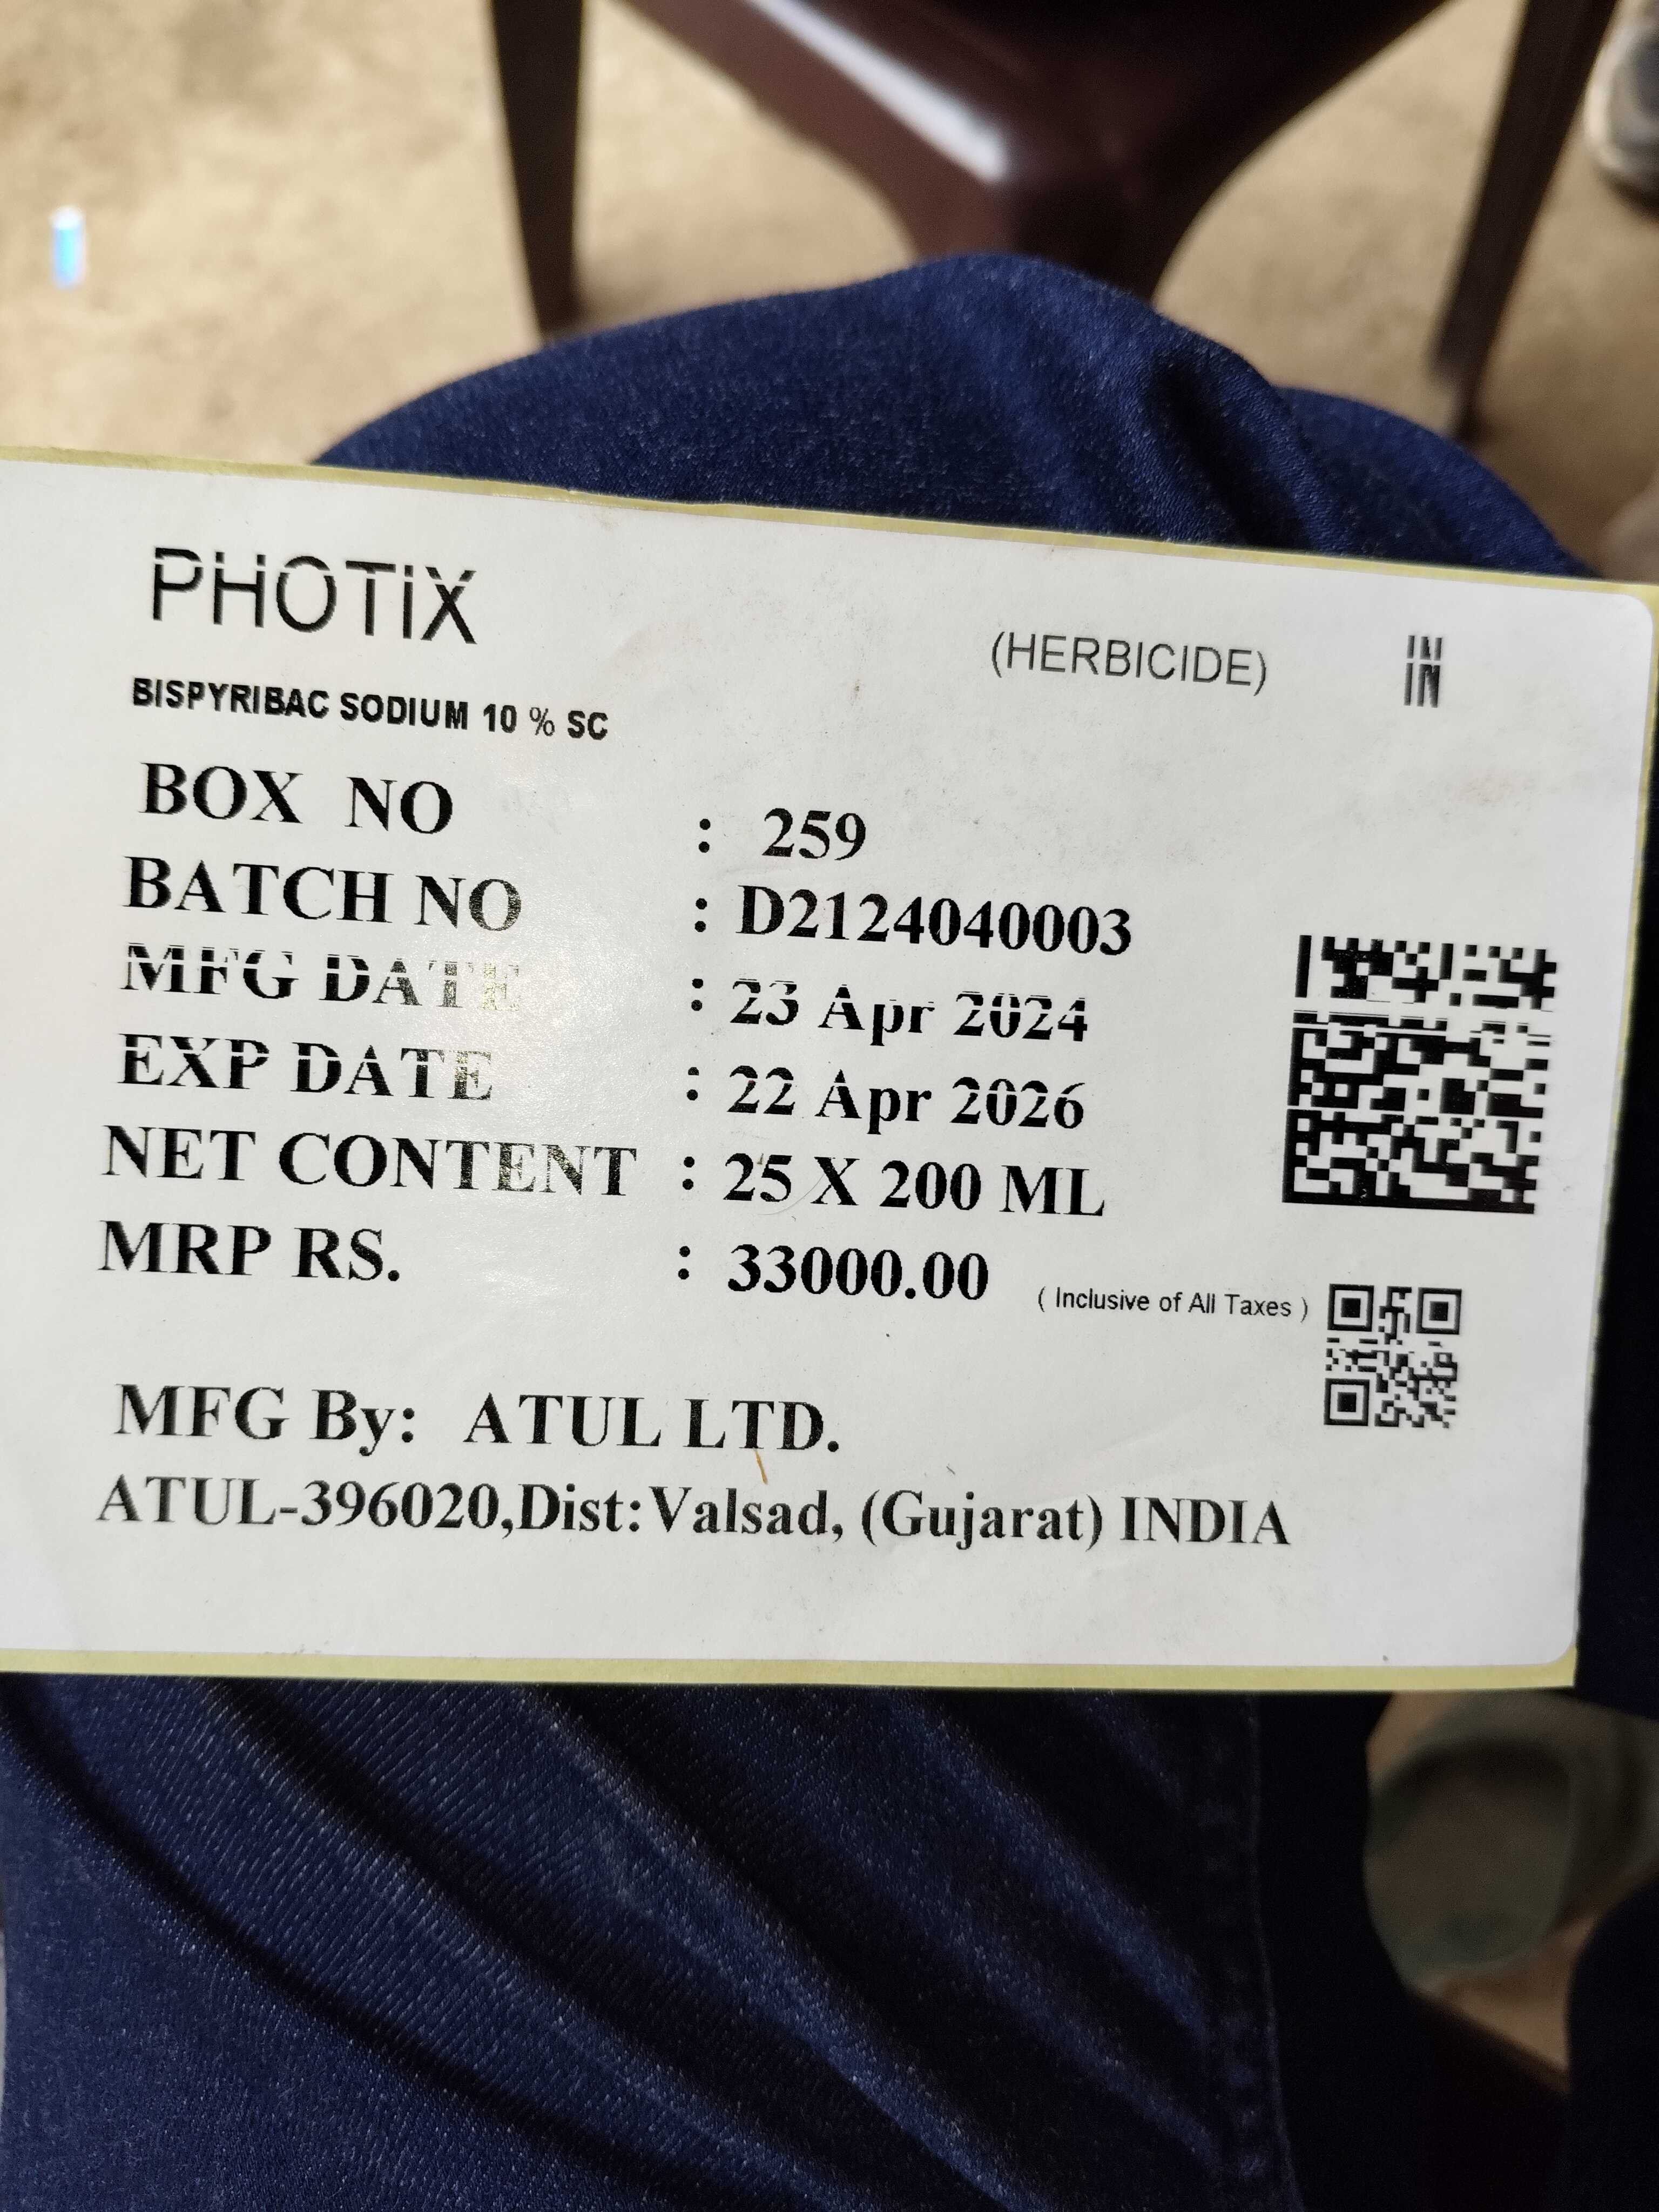 PHOTIX
(HERBICIDE) IN
BISPYRIBAC SODIUM 10 % SC
BOX NO : 259
BATCH NO : D2124040003
MFG DATE : 23 Apr 2024
EXP DATE : 22 Apr 2026
NET CONTENT : 25 X 200 ML
MRP RS. : 33000.00 ( Inclusive of All Taxes )
MFG By: ATUL LTD.
ATUL-396020,Dist:Valsad, (Gujarat) INDIA